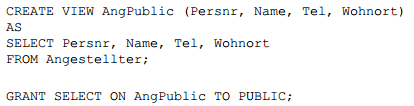 CREATE VIEW AngPublic (Persnr, Name, Tel, Wohnort)
AS
SELECT Persnr, Name, Tel, Wohnort
FROM Angestellter;
GRANT SELECT ON AngPublic TO PUBLIC;